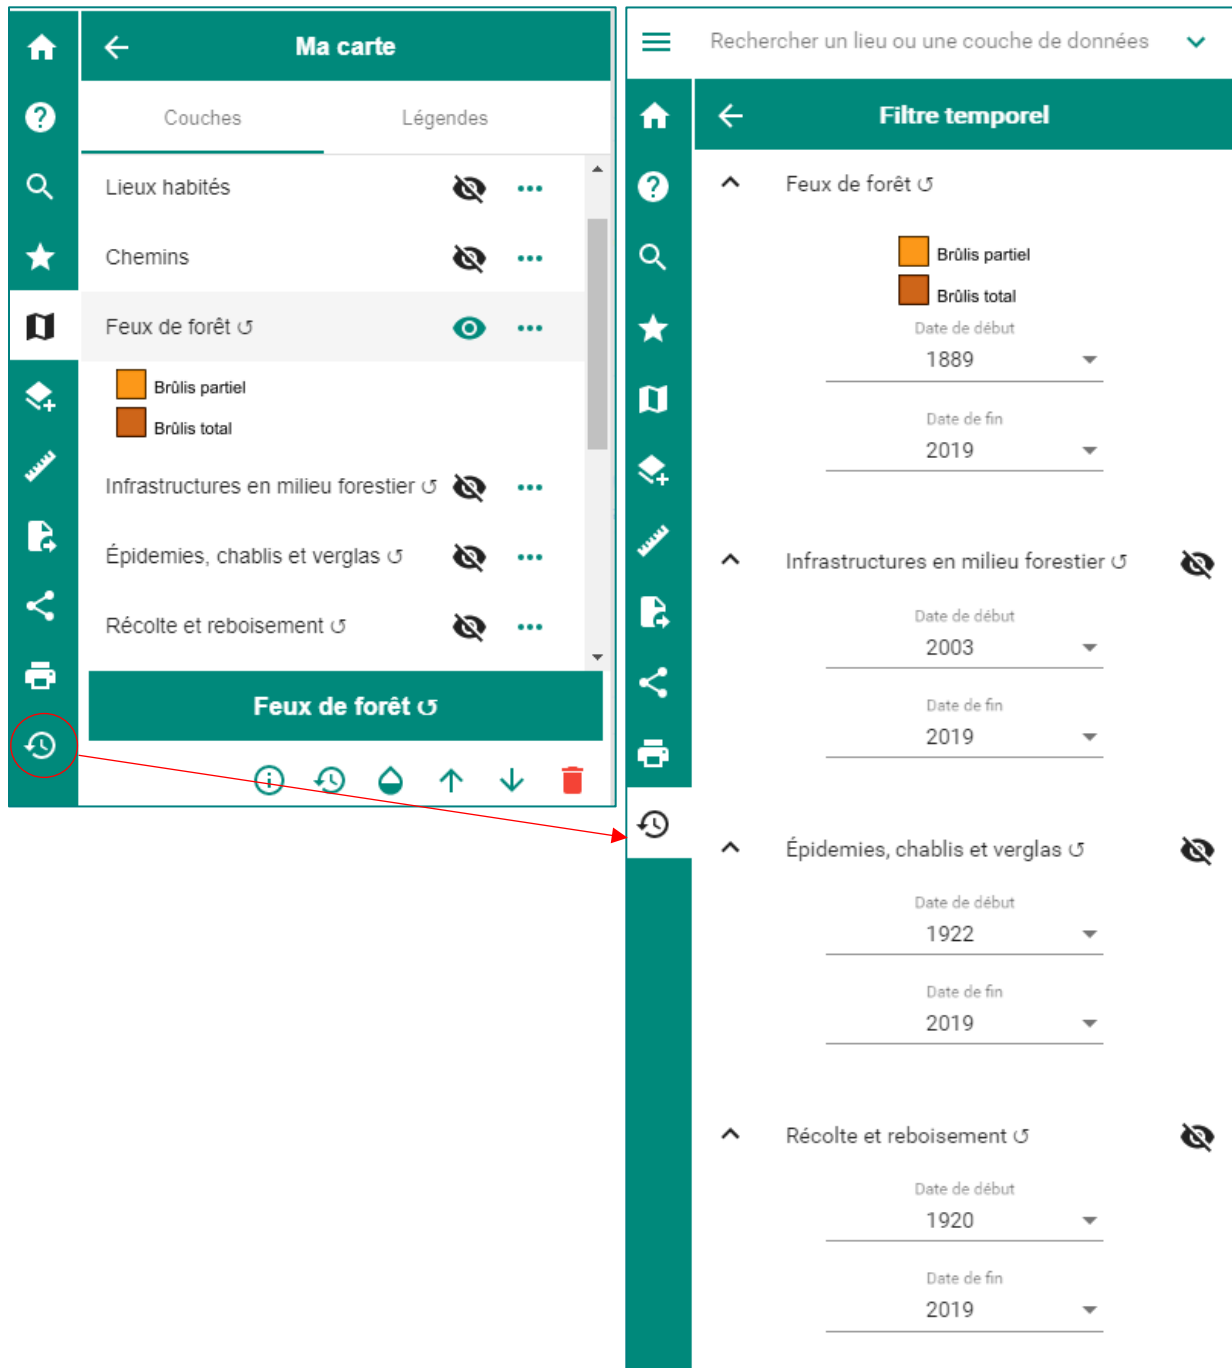 Ma carte
Couches
Légendes
Lieux habités
Chemins
Feux de forêt ↺
Brûlis partiel
Brûlis total
Infrastructures en milieu forestier ↺
Épidemies, chablis et verglas ↺
Récolte et reboisement ↺
Feux de forêt ↺
Rechercher un lieu ou une couche de données
Filtre temporel
Feux de forêt ↺
Brûlis partiel
Brûlis total
Date de début
1889
Date de fin
2019
Infrastructures en milieu forestier ↺
Date de début
2003
Date de fin
2019
Épidemies, chablis et verglas ↺
Date de début
1922
Date de fin
2019
Récolte et reboisement ↺
Date de début
1920
Date de fin
2019